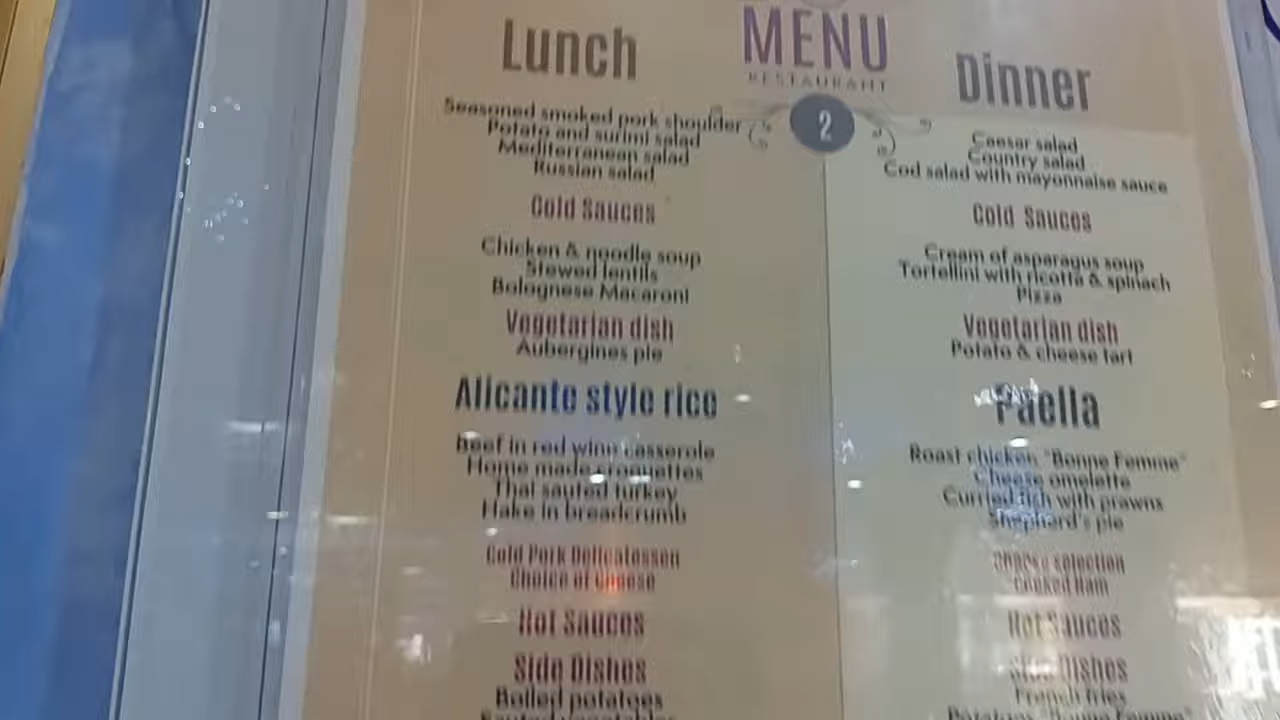 MENU
RESTAURANT
2
Lunch
Seasoned smoked pork shoulder
Potato and surimi salad
Mediterranean salad
Russian salad
Cold Sauces
Chicken & noodle soup
Stewed lentils
Bolognese Macaroni
Vegetarian dish
Aubergines pie
Alicante style rice
Beef in red wine casserole
Home made croquettes
Thai sauted turkey
Hake in breadcrumb
Cold Pork Delicatessen
Choice of Cheese
Hot Sauces
Side Dishes
Boiled potatoes
Sauted vegetables
Dinner
Caesar salad
Country salad
Cod salad with mayonnaise sauce
Cold Sauces
Cream of asparagus soup
Tortellini with ricotta & spinach
Pizza
Vegetarian dish
Potato & cheese tart
Paella
Roast chicken "Bonne Femme"
Cheese omelette
Curried fish with prawns
Shepherd's pie
Cheese selection
Cooked Ham
Hot Sauces
Side Dishes
French fries
Potatoes "Bonne Femme"